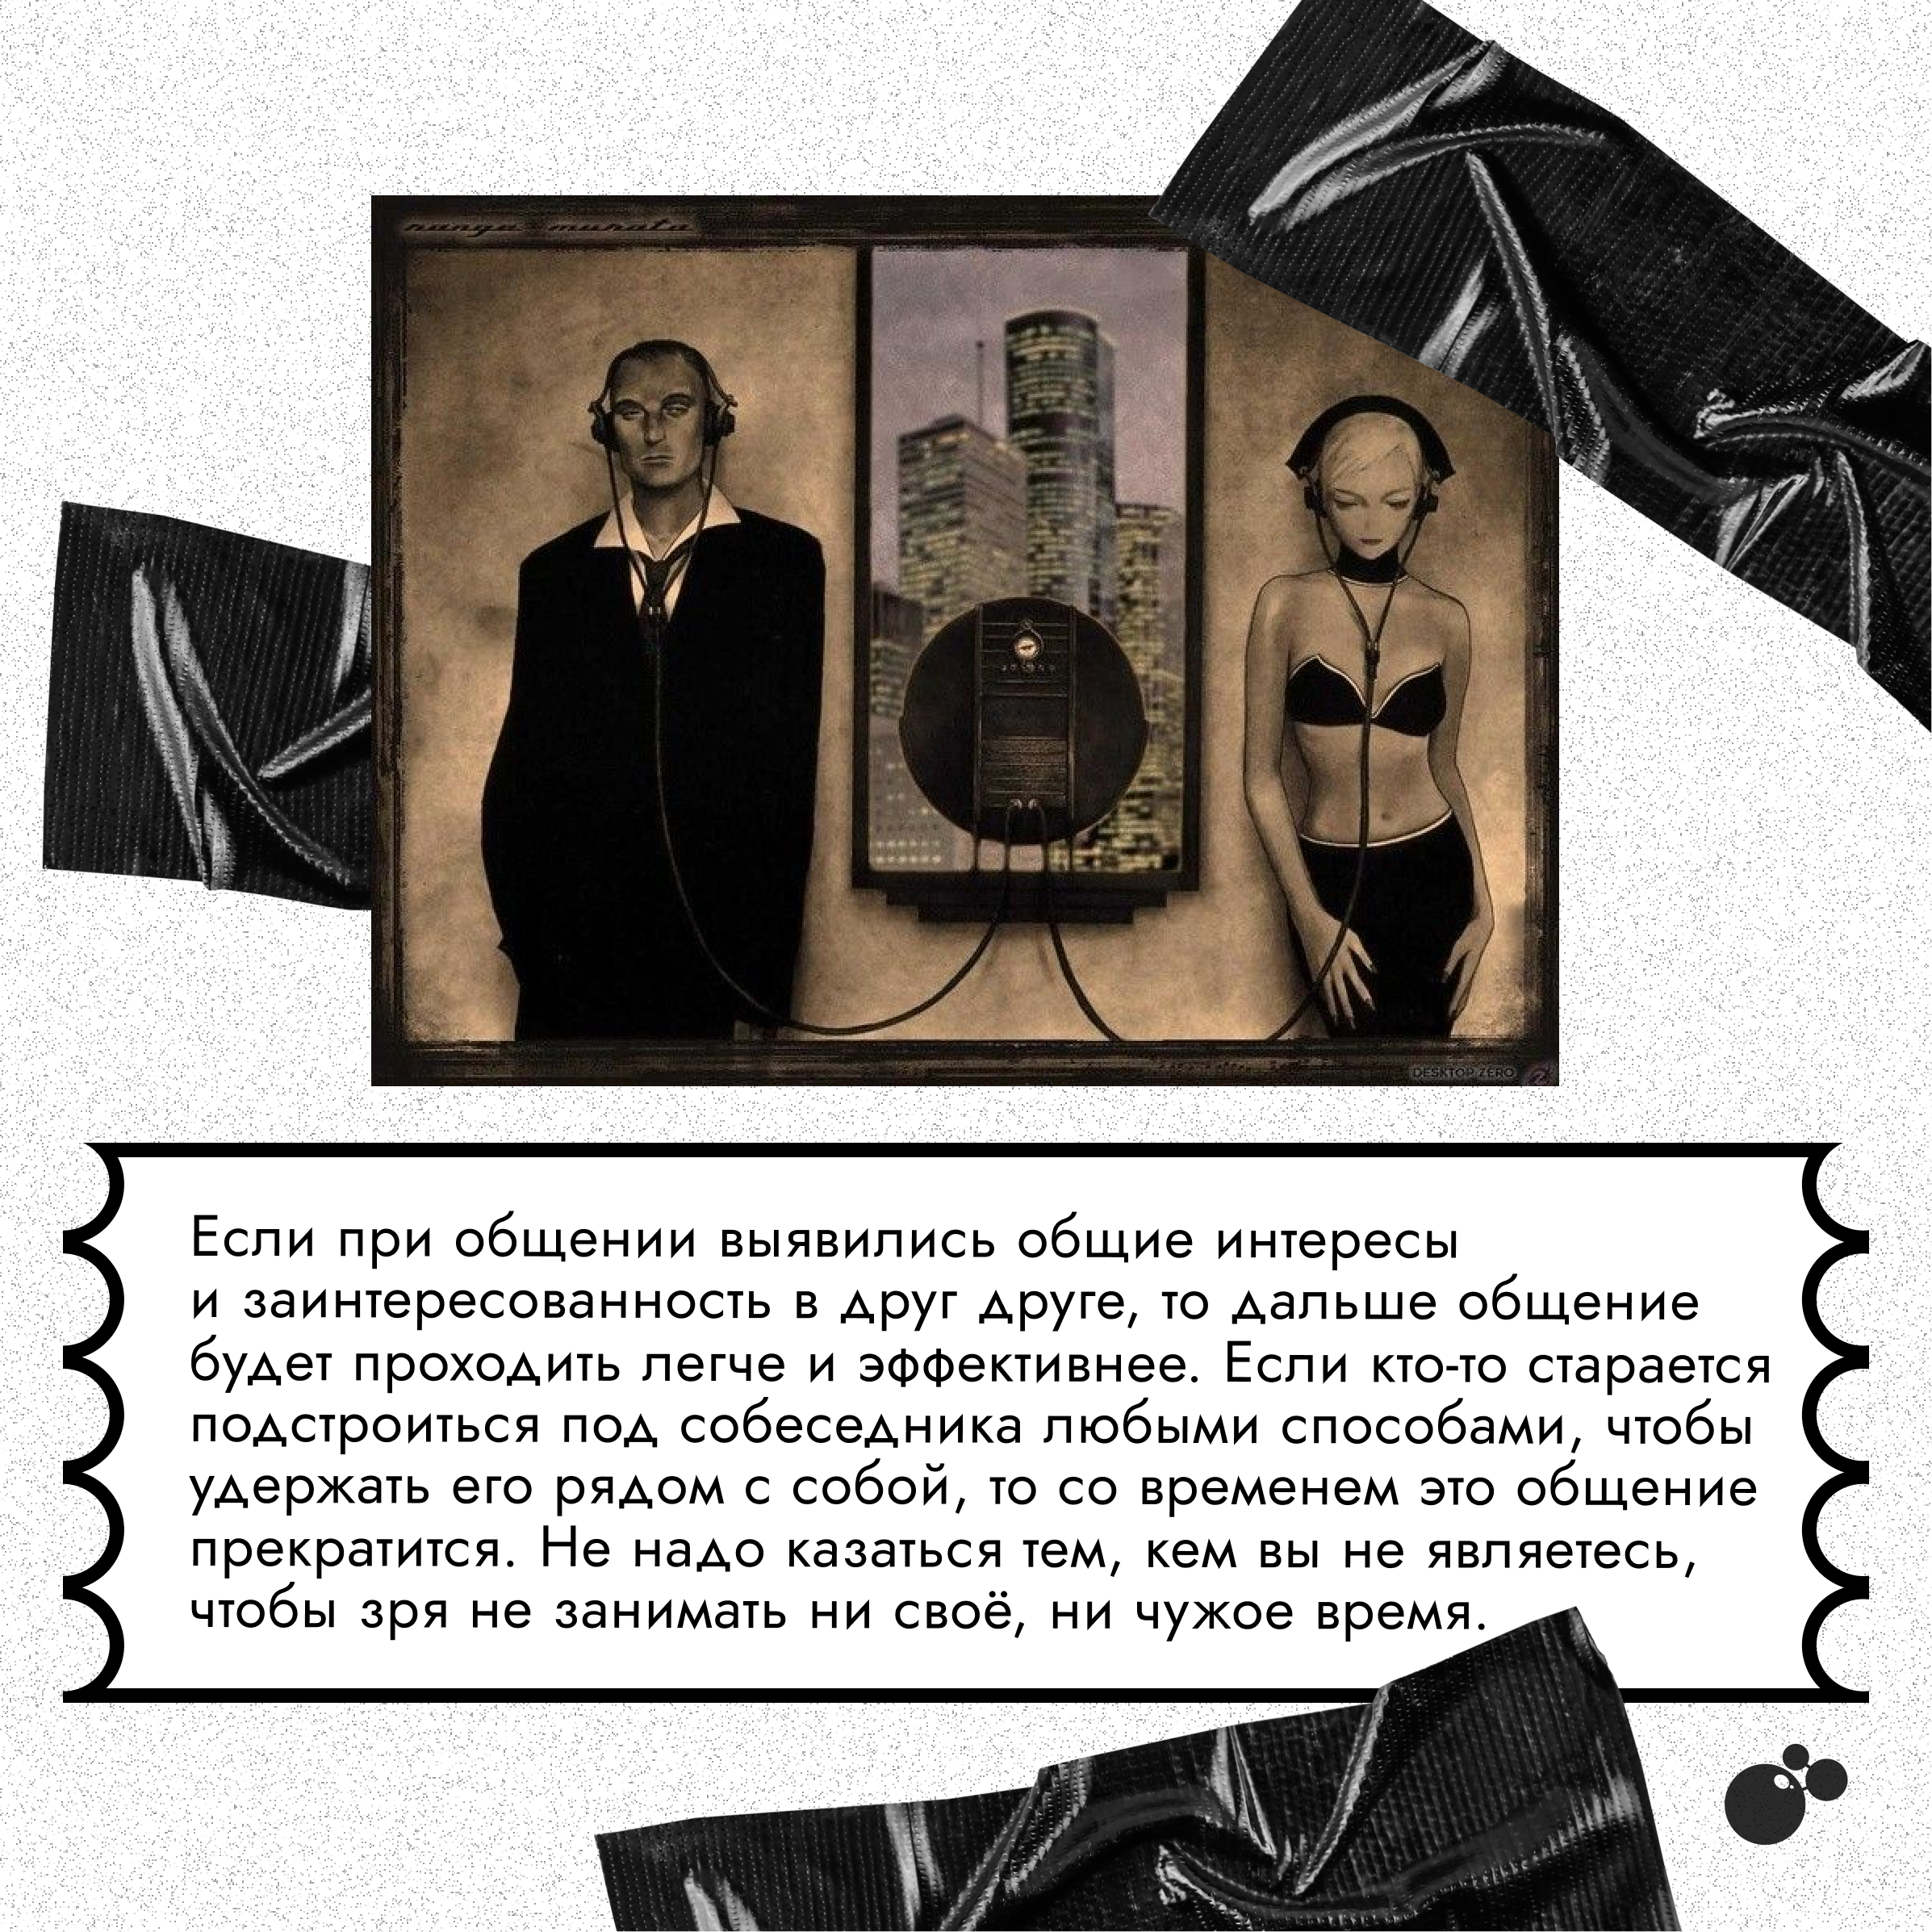 range murata
DESKTOP ZERO
Если при общении выявились общие интересы
и заинтересованность в друг друге, то дальше общение
будет проходить легче и эффективнее. Если кто-то старается
подстроиться под собеседника любыми способами, чтобы
удержать его рядом с собой, то со временем это общение
прекратится. Не надо казаться тем, кем вы не являетесь,
чтобы зря не занимать ни своё, ни чужое время.